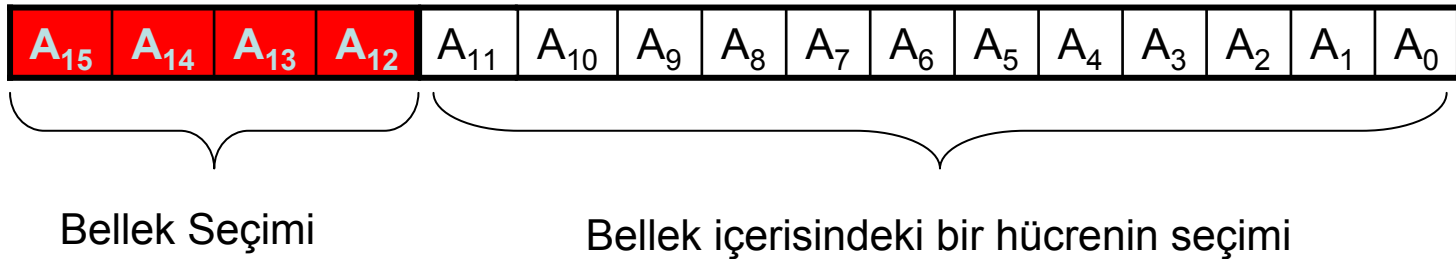 A₁₅ A₁₄ A₁₃ A₁₂ A₁₁ A₁₀ A₉ A₈ A₇ A₆ A₅ A₄ A₃ A₂ A₁ A₀
Bellek Seçimi Bellek içerisindeki bir hücrenin seçimi